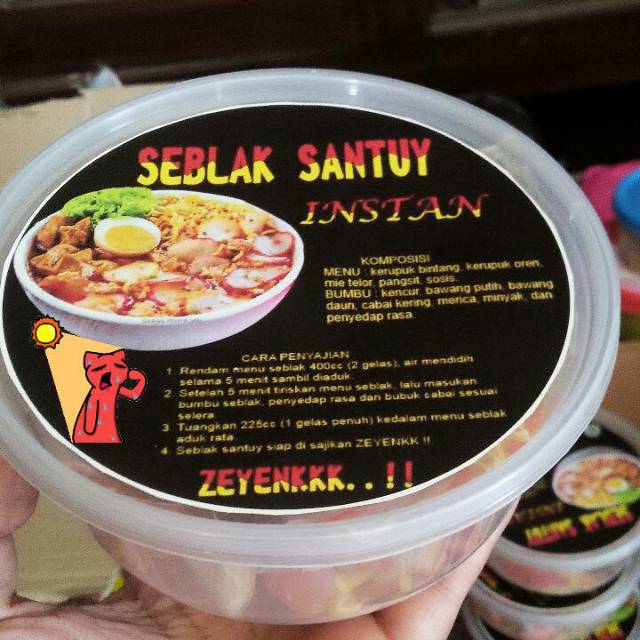 SEBLAK SANTUY
INSTAN
KOMPOSISI
MENU : kerupuk bintang, kerupuk oren,
mie telor, pangsit, sosis.
BUMBU : kencur, bawang putih, bawang
daun, cabai kering, merica, minyak, dan
penyedap rasa
CARA PENYAJIAN
1. Rendam menu seblak 400cc (2 gelas), air mendidih
selama 5 menit sambil diaduk.
2. Setelah 5 menit tiriskan menu seblak, lalu masukan
bumbu seblak, penyedap rasa dan bubuk cabai sesuai
selera
3. Tuangkan 225cc (1 gelas penuh) kedalam menu seblak
aduk rata
4. Seblak santuy siap di sajikan ZEYENKK !!
ZEYENKKK..!!